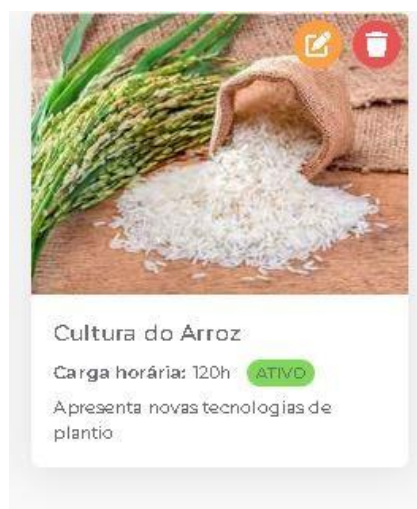 Cultura do Arroz
Carga horária: 120h ATIVO
Apresenta novas tecnologias de
plantio